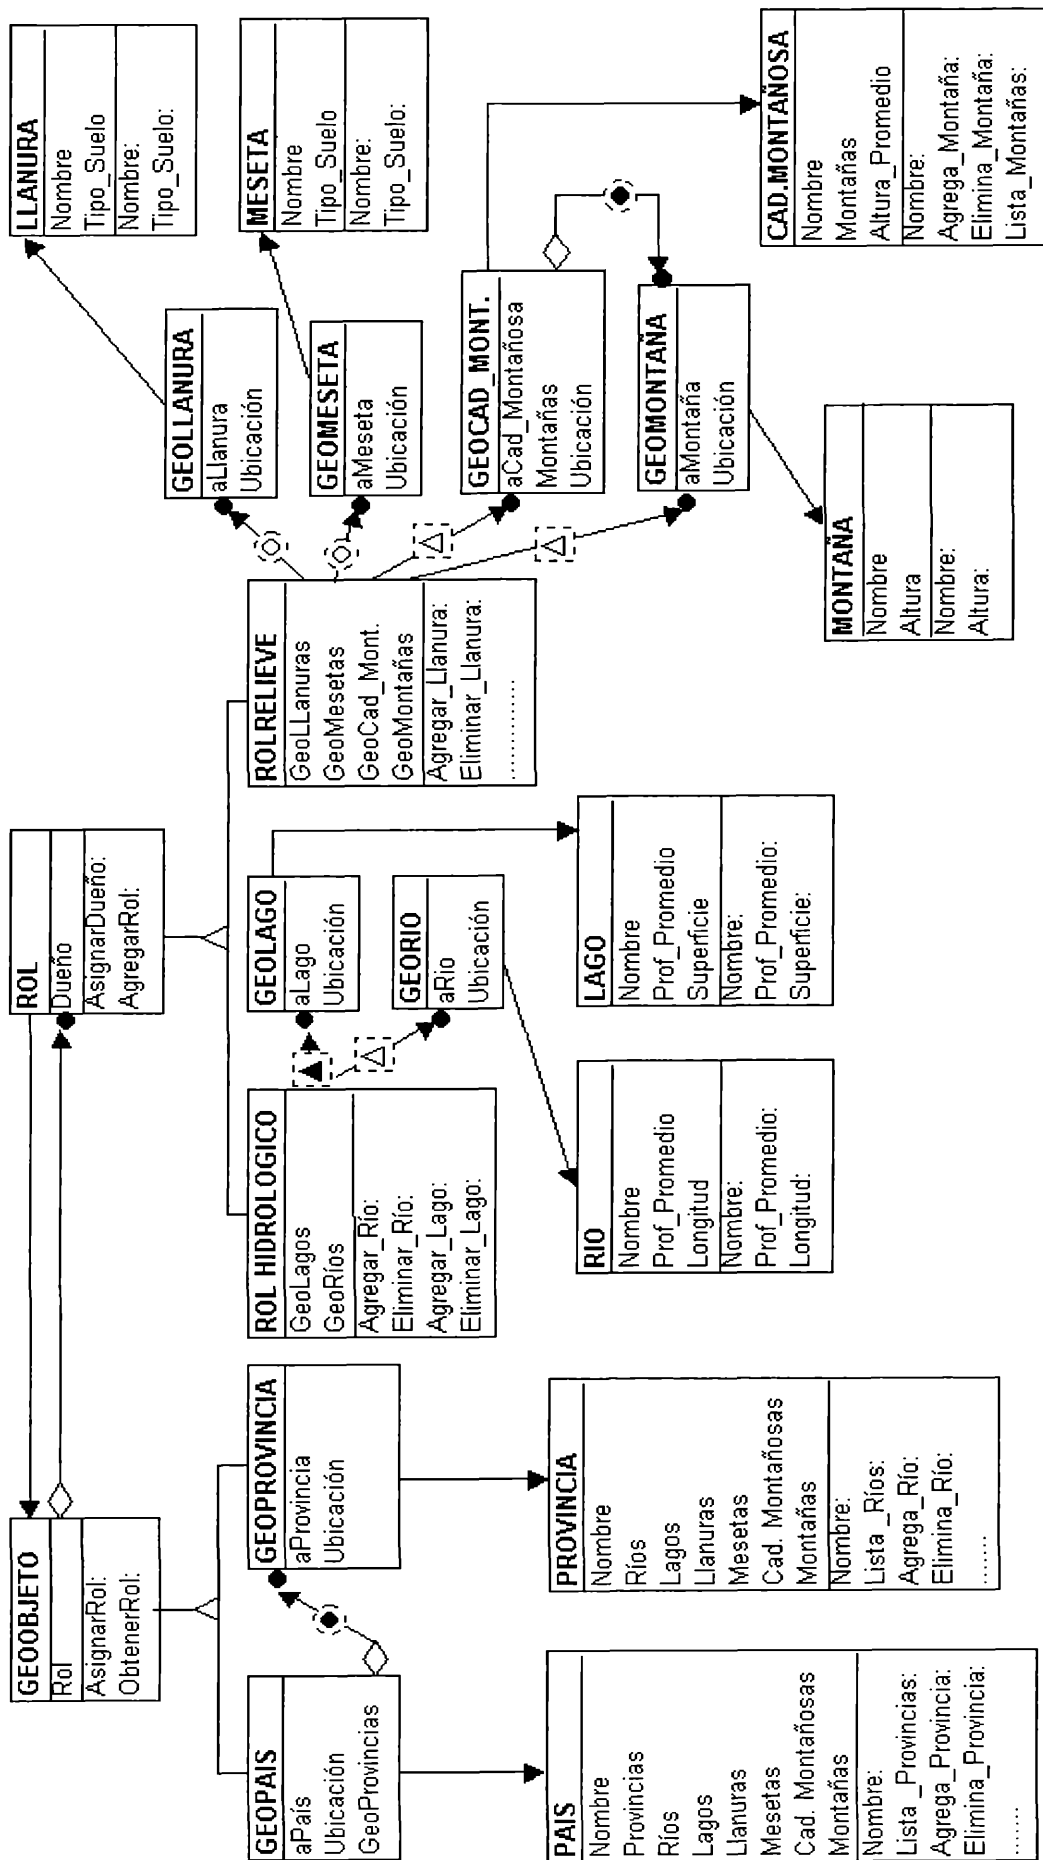 GEOOBJETO
Rol
AsignarRol:
ObtenerRol:
ROL
Dueño
AsignarDueño:
AgregarRol:
GEOPAIS
aPaís
Ubicación
GeoProvincias
GEOPROVINCIA
aProvincia
Ubicación
ROL HIDROLOGICO
GeoLagos
GeoRíos
Agregar_Río:
Eliminar_Río:
Agregar_Lago:
Eliminar_Lago:
GEOLAGO
aLago
Ubicación
GEORIO
aRio
Ubicación
ROLRELIEVE
GeoLLanuras
GeoMesetas
GeoCad_Mont.
GeoMontañas
Agregar_Llanura:
Eliminar_Llanura:
................
GEOLLANURA
aLlanura
Ubicación
GEOMESETA
aMeseta
Ubicación
LLANURA
Nombre
Tipo_Suelo
Nombre:
Tipo_Suelo:
MESETA
Nombre
Tipo_Suelo
Nombre:
Tipo_Suelo:
GEOCAD_MONT.
aCad_Montañosa
Montañas
Ubicación
GEOMONTAÑA
aMontaña
Ubicación
PAIS
Nombre
Provincias
Ríos
Lagos
Llanuras
Mesetas
Cad. Montañosas
Montañas
Nombre:
Lista _Provincias:
Agrega_Provincia:
Elimina_Provincia:
.......
PROVINCIA
Nombre
Ríos
Lagos
Llanuras
Mesetas
Cad. Montañosas
Montañas
Nombre:
Lista _Ríos:
Agrega_Río:
Elimina_Río:
......
RIO
Nombre
Prof_Promedio
Longitud
Nombre:
Prof_Promedio:
Longitud:
LAGO
Nombre
Prof_Promedio
Superficie
Nombre:
Prof_Promedio:
Superficie:
MONTAÑA
Nombre
Altura
Nombre:
Altura:
CAD.MONTAÑOSA
Nombre
Montañas
Altura_Promedio
Nombre:
Agrega_Montaña:
Elimina_Montaña:
Lista_Montañas: